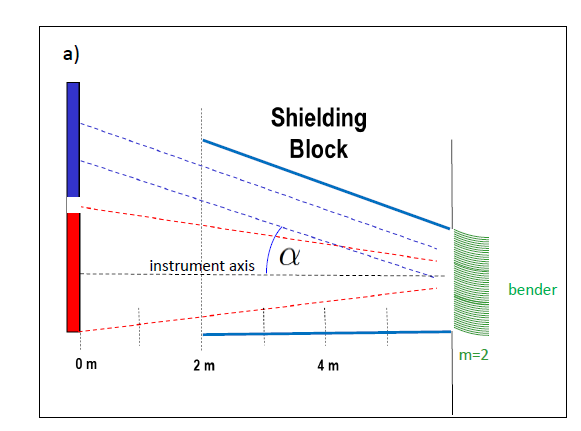 a)
Shielding
Block
instrument axis
α
bender
m=2
0 m
2 m
4 m